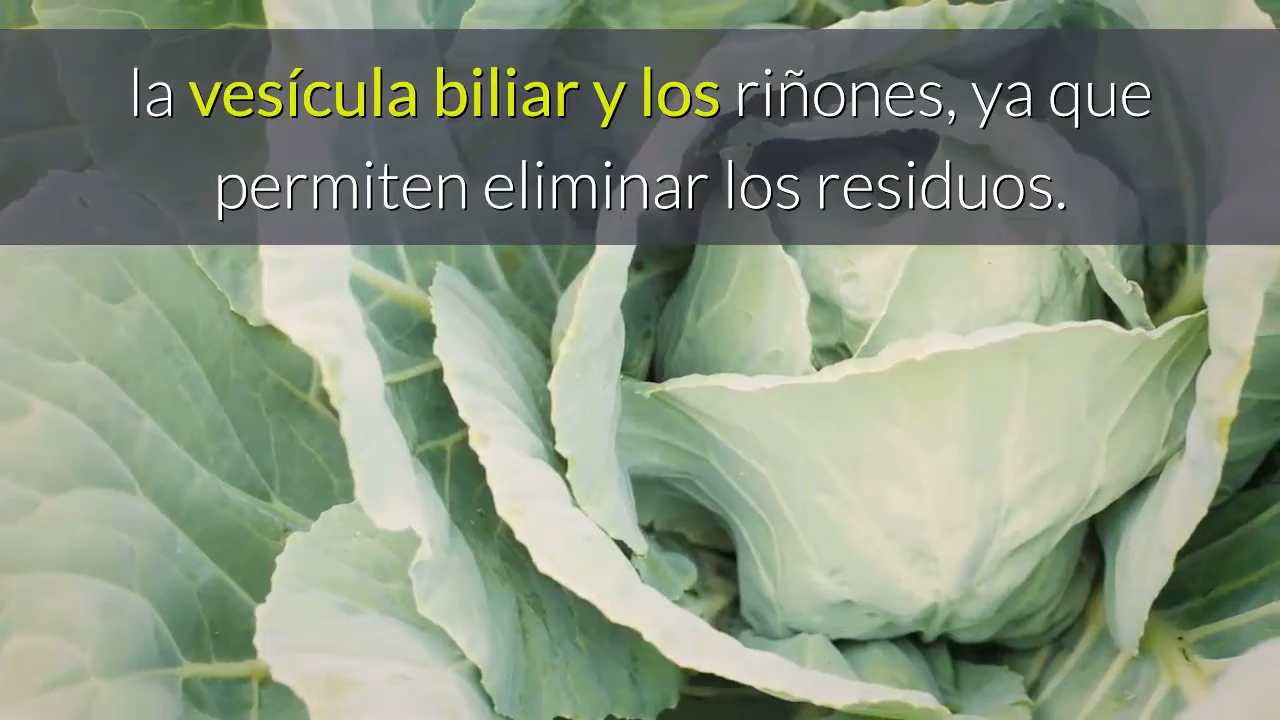 la vesícula biliar y los riñones, ya que
permiten eliminar los residuos.